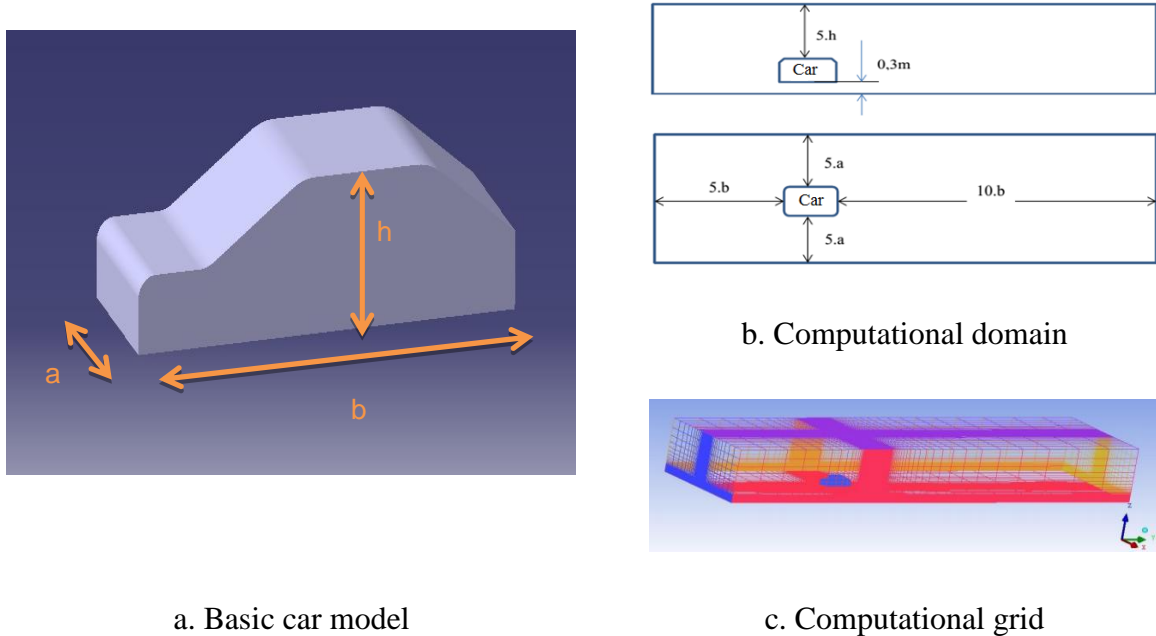 h
a
b
a. Basic car model
5.h
Car
0,3m
5.a
5.b
Car
10.b
5.a
b. Computational domain
z
y
x
c. Computational grid